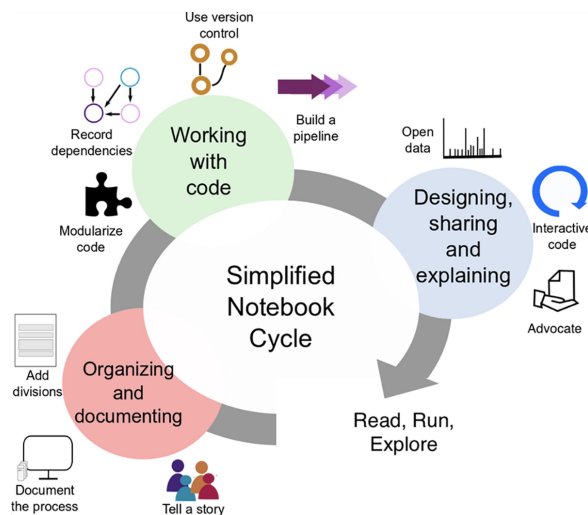 Use version
control
Record
dependencies
Working
with
code
Build a
pipeline
Modularize
code
Open
data
Designing,
sharing
and
explaining
Interactive
code
Advocate
Simplified
Notebook
Cycle
Add
divisions
Organizing
and
documenting
Document
the process
Tell a story
Read, Run,
Explore